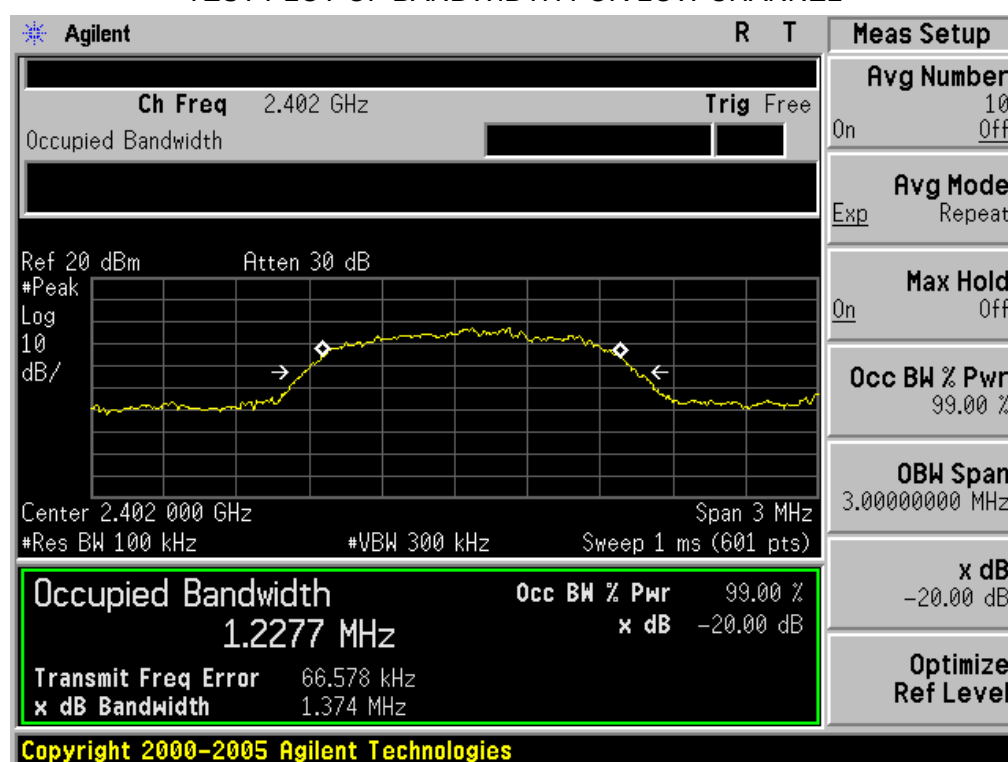 Agilent R T Meas Setup
Ch Freq 2.402 GHz Trig Free
Occupied Bandwidth
Avg Number
10
On Off
Avg Mode
Exp Repeat
Max Hold
On Off
Occ BW % Pwr
99.00 %
OBW Span
3.00000000 MHz
x dB
-20.00 dB
Optimize
Ref Level
Ref 20 dBm Atten 30 dB
#Peak
Log
10
dB/
Center 2.402 000 GHz Span 3 MHz
#Res BW 100 kHz #VBW 300 kHz Sweep 1 ms (601 pts)
Occupied Bandwidth Occ BW % Pwr 99.00 %
1.2277 MHz x dB -20.00 dB
Transmit Freq Error 66.578 kHz
x dB Bandwidth 1.374 MHz
Copyright 2000-2005 Agilent Technologies